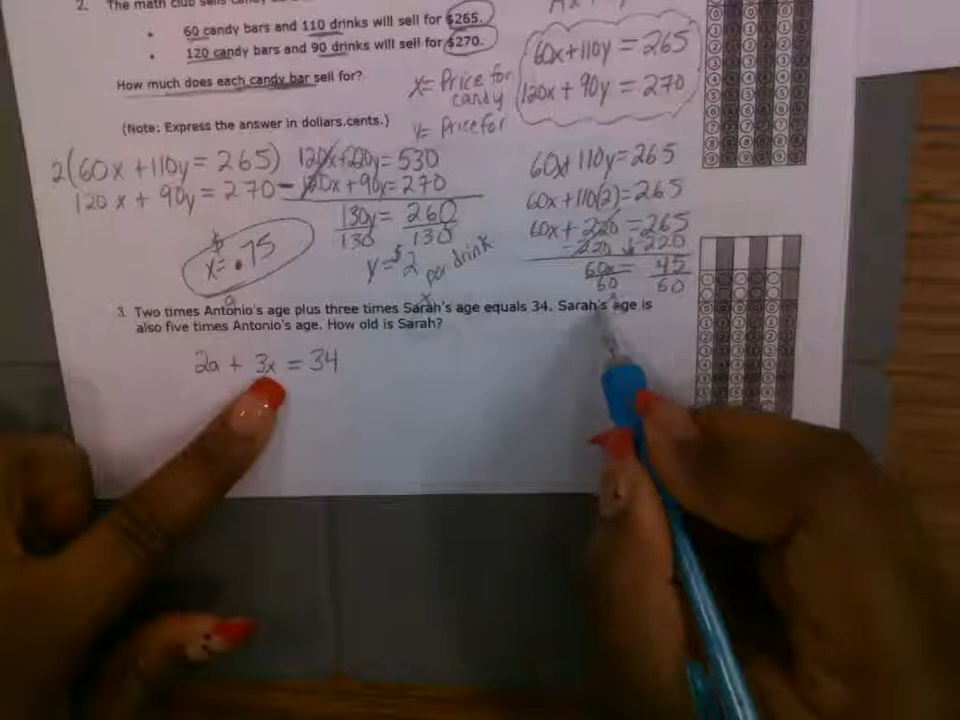 2. The math club sells candy
60 candy bars and 110 drinks will sell for $265.
120 candy bars and 90 drinks will sell for $270.
How much does each candy bar sell for?
(Note: Express the answer in dollars.cents.)
x = Price for candy
y = Price for
60x + 110y = 265
120x + 90y = 270
2(60x + 110y = 265)
120x + 90y = 270
120x + 220y = 530
- 120x + 90y = 270
130y = 260
130 130
y = $2 per drink
$
x = .75
60x + 110y = 265
60x + 110(2) = 265
60x + 220 = 265
-220 -220
60x = 45
60 60
a x
3. Two times Antonio's age plus three times Sarah's age equals 34. Sarah's age is
also five times Antonio's age. How old is Sarah?
2a + 3x = 34